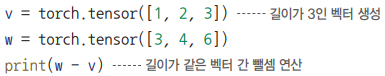 v = torch.tensor([1, 2, 3]) ------ 길이가 3인 벡터 생성
w = torch.tensor([3, 4, 6])
print(w - v) ------ 길이가 같은 벡터 간 뺄셈 연산